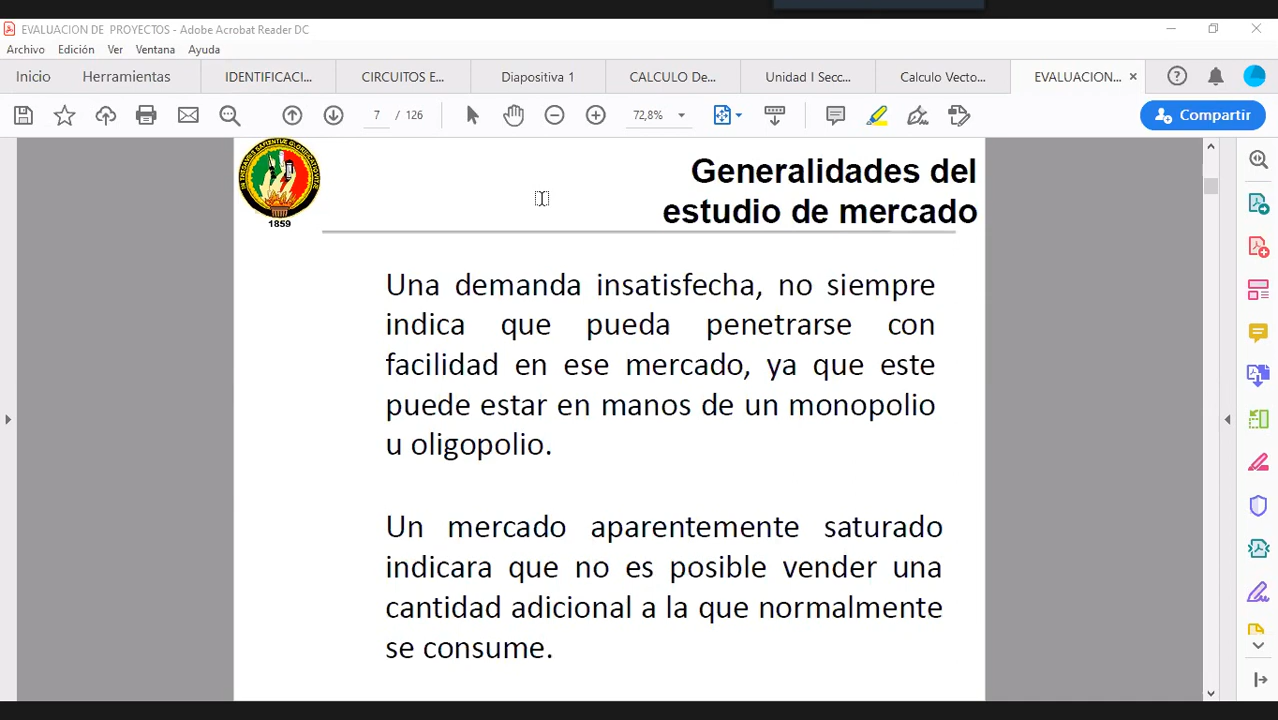 EVALUACION DE PROYECTOS - Adobe Acrobat Reader DC
Archivo Edición Ver Ventana Ayuda
Inicio Herramientas IDENTIFICACI... CIRCUITOS E... Diapositiva 1 CALCULO De... Unidad I Secc... Calculo Vecto... EVALUACION... ×
7 / 126 72,8% Compartir
Generalidades del
estudio de mercado
1859
Una demanda insatisfecha, no siempre
indica que pueda penetrarse con
facilidad en ese mercado, ya que este
puede estar en manos de un monopolio
u oligopolio.
Un mercado aparentemente saturado
indicara que no es posible vender una
cantidad adicional a la que normalmente
se consume.